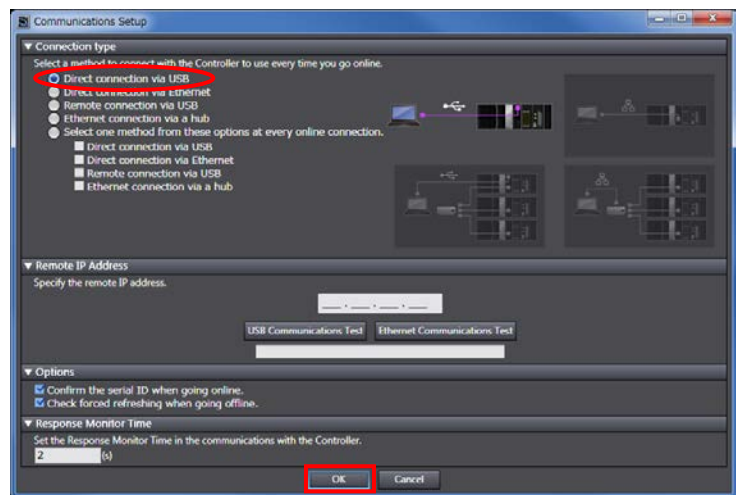 Communications Setup
▼ Connection type
Select a method to connect with the Controller to use every time you go online.
Direct connection via USB
Direct connection via Ethernet
Remote connection via USB
Ethernet connection via a hub
Select one method from these options at every online connection.
Direct connection via USB
Direct connection via Ethernet
Remote connection via USB
Ethernet connection via a hub
▼ Remote IP Address
Specify the remote IP address.
___ . ___ . ___ . ___
USB Communications Test Ethernet Communications Test
▼ Options
Confirm the serial ID when going online.
Check forced refreshing when going offline.
▼ Response Monitor Time
Set the Response Monitor Time in the communications with the Controller.
2 (s)
OK Cancel